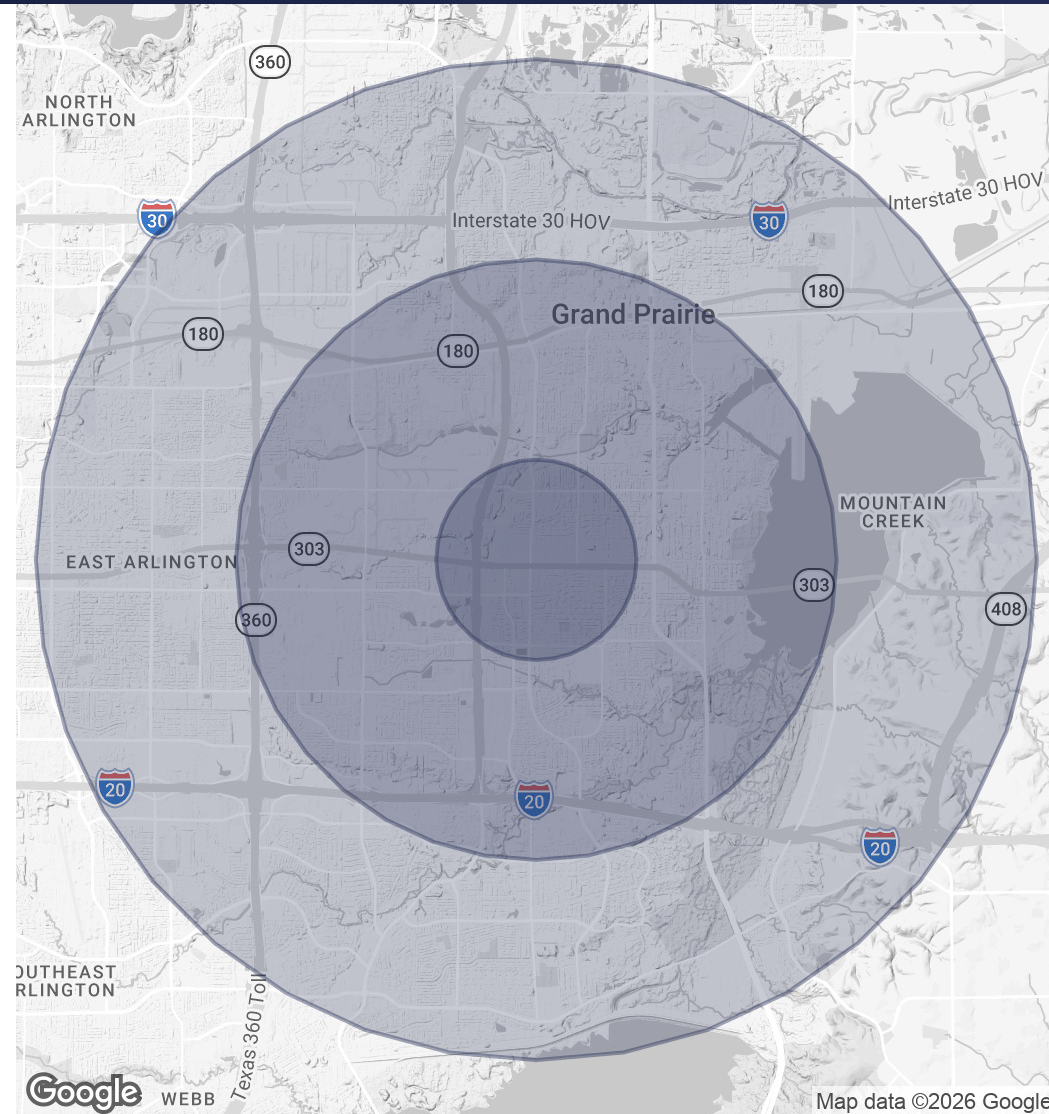 360
NORTH
ARLINGTON
Interstate 30 HOV
30
Interstate 30 HOV
30
180
Grand Prairie
180
180
MOUNTAIN
CREEK
303
EAST ARLINGTON
303
408
360
20
20
20
OUTHEAST
RLINGTON
Texas 360 Toll
Google
WEBB
Map data ©2026 Google